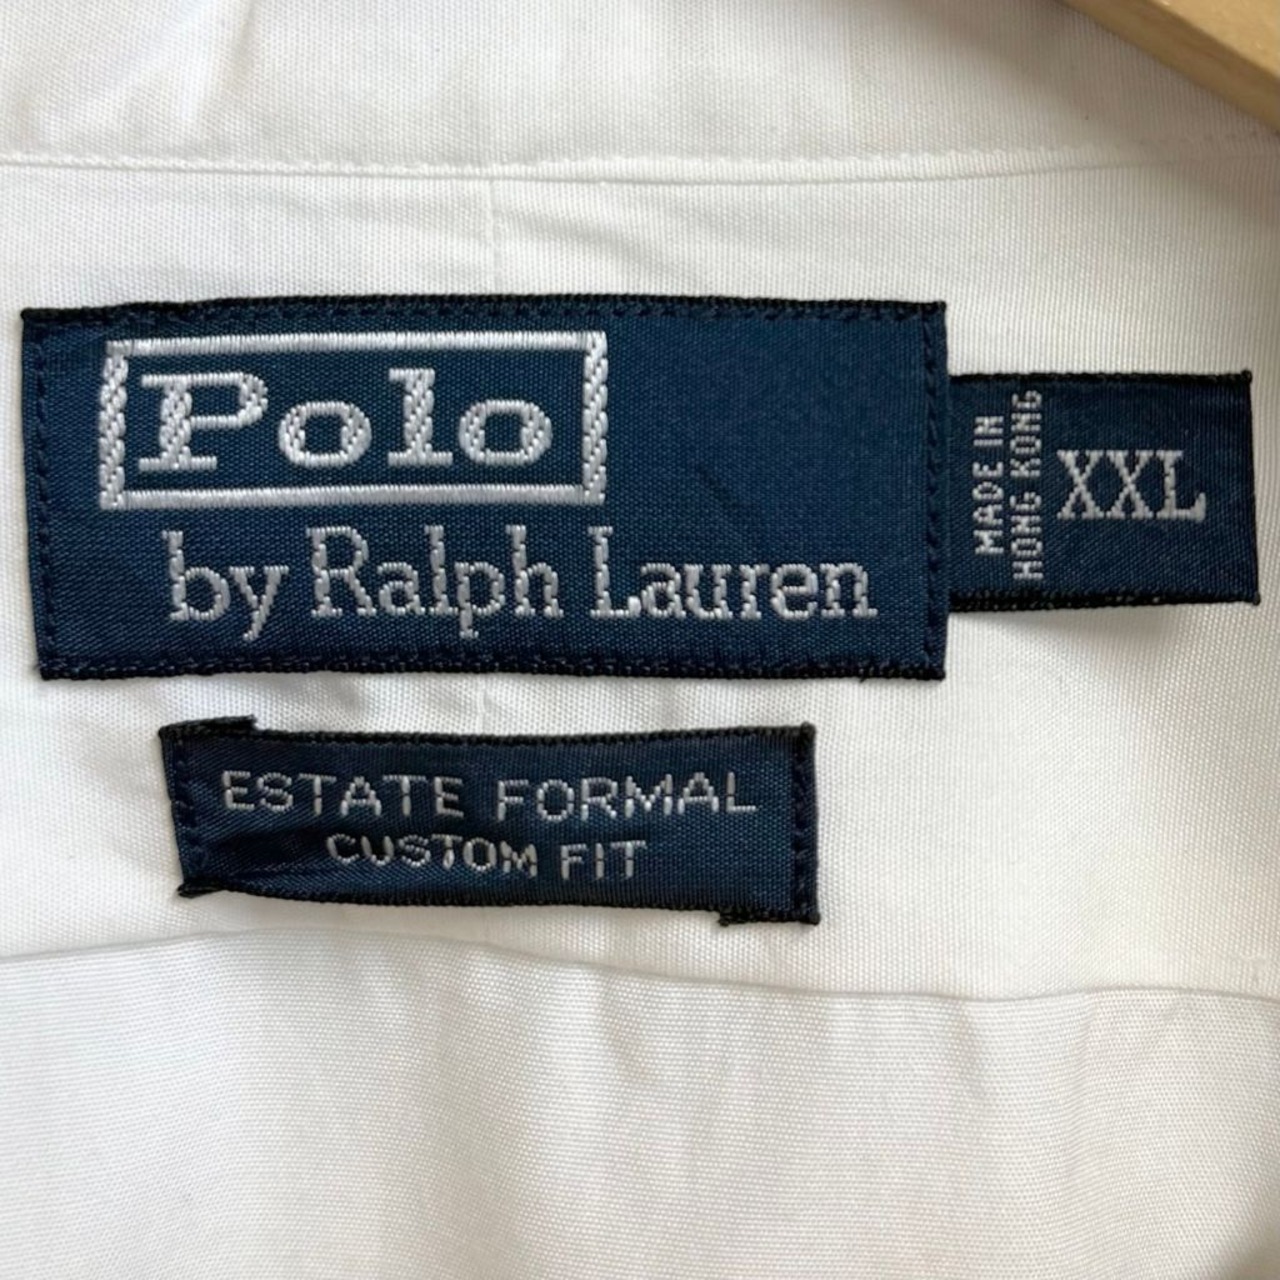 Polo
by Ralph Lauren
MADE IN
HONG KONG
XXL
ESTATE FORMAL
CUSTOM FIT